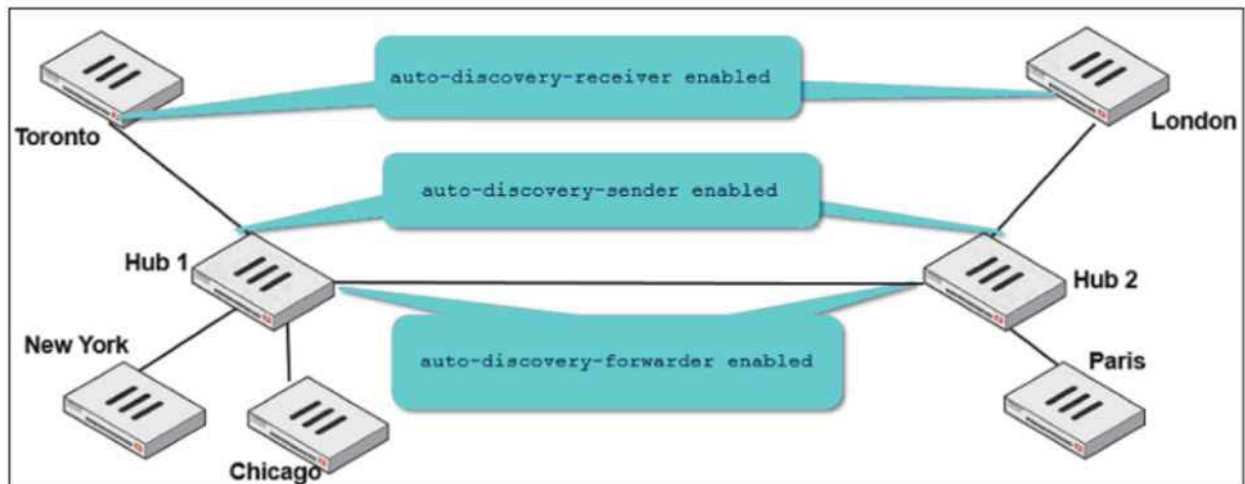 auto-discovery-receiver enabled
Toronto
London
auto-discovery-sender enabled
Hub 1
Hub 2
New York
auto-discovery-forwarder enabled
Paris
Chicago